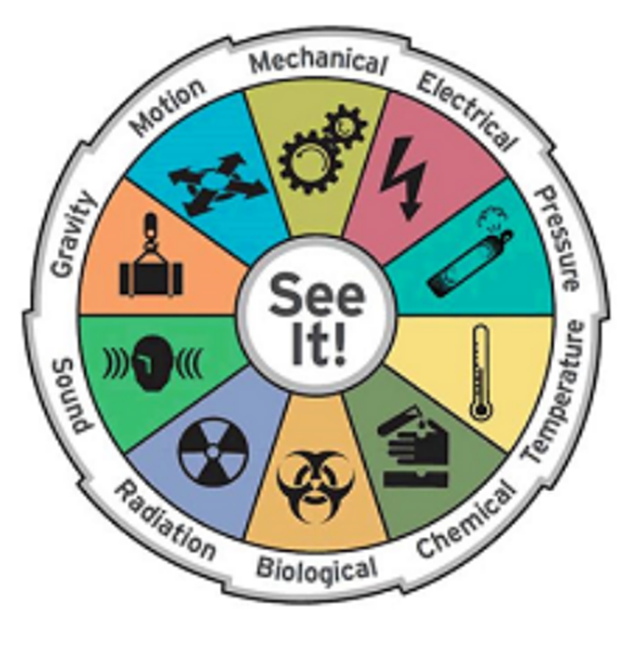 Mechanical
Electrical
Pressure
Temperature
Chemical
Biological
Radiation
Sound
Gravity
Motion
See
It!